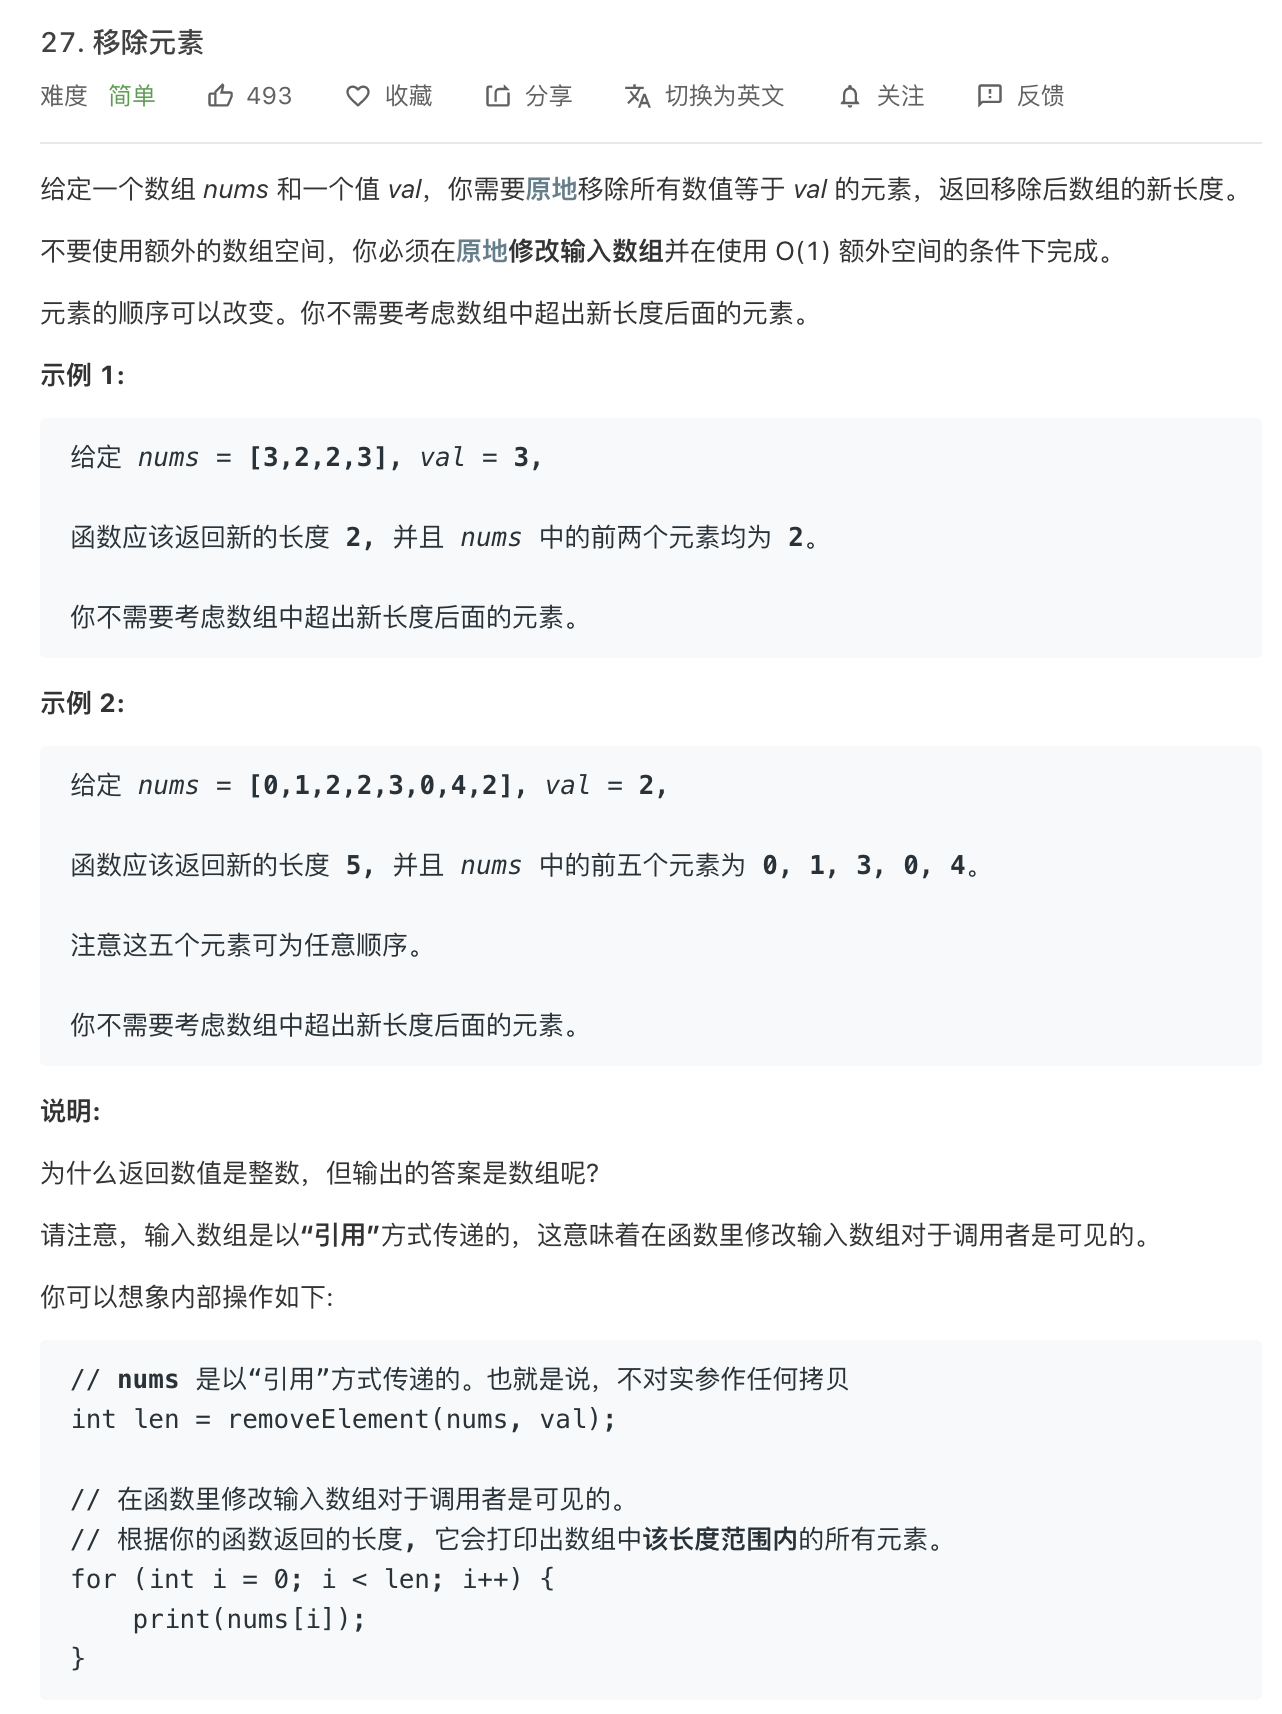 27. 移除元素
难度 简单 493 收藏 分享 切换为英文 关注 反馈
给定一个数组 nums 和一个值 val，你需要原地移除所有数值等于 val 的元素，返回移除后数组的新长度。
不要使用额外的数组空间，你必须在原地修改输入数组并在使用 O(1) 额外空间的条件下完成。
元素的顺序可以改变。你不需要考虑数组中超出新长度后面的元素。
示例 1:
给定 nums = [3,2,2,3], val = 3,
函数应该返回新的长度 2, 并且 nums 中的前两个元素均为 2。
你不需要考虑数组中超出新长度后面的元素。
示例 2:
给定 nums = [0,1,2,2,3,0,4,2], val = 2,
函数应该返回新的长度 5, 并且 nums 中的前五个元素为 0, 1, 3, 0, 4。
注意这五个元素可为任意顺序。
你不需要考虑数组中超出新长度后面的元素。
说明:
为什么返回数值是整数，但输出的答案是数组呢?
请注意，输入数组是以“引用”方式传递的，这意味着在函数里修改输入数组对于调用者是可见的。
你可以想象内部操作如下:
// nums 是以“引用”方式传递的。也就是说，不对实参作任何拷贝
int len = removeElement(nums, val);
// 在函数里修改输入数组对于调用者是可见的。
// 根据你的函数返回的长度, 它会打印出数组中该长度范围内的所有元素。
for (int i = 0; i < len; i++) {
    print(nums[i]);
}